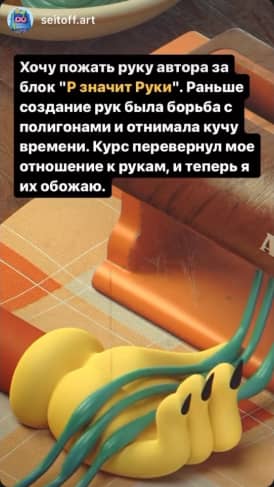 seitoff.art
Хочу пожать руку автора за
блок "Р значит Руки". Раньше
создание рук была борьба с
полигонами и отнимала кучу
времени. Курс перевернул мое
отношение к рукам, и теперь я
их обожаю.